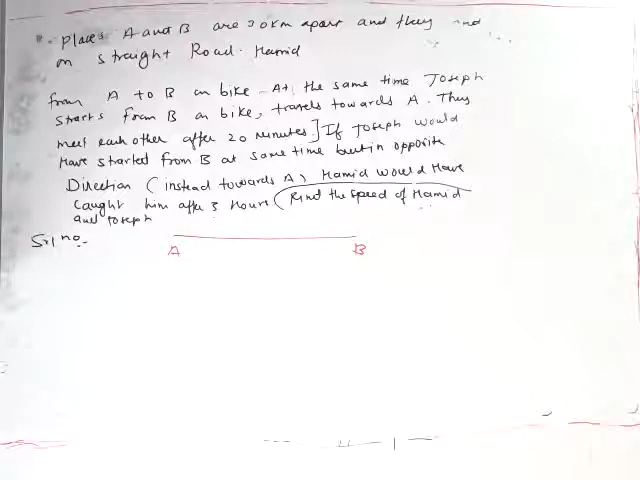 Places A and B are 30 km apart and they and
on straight Road. Hamid
from A to B on bike - At the same time Joseph
starts from B on bike, travels towards A. They
meet each other after 20 minutes] If Joseph would
Have started from B at same time but in opposite
Direction (instead towards A) Hamid would Have
caught him after 3 Hours (Find the speed of Hamid
and Joseph
Sol no-
A B